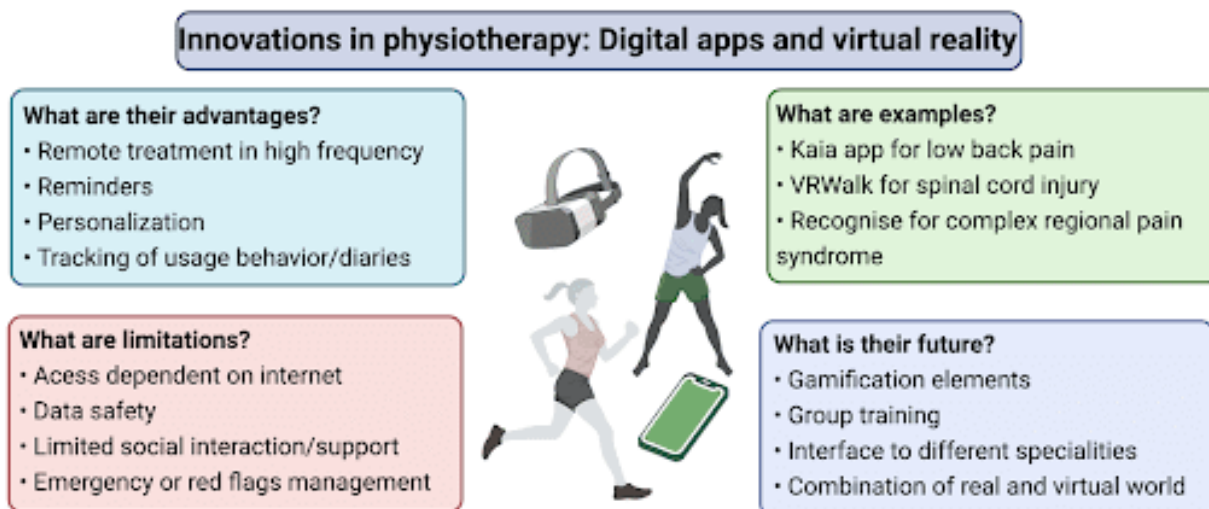 Innovations in physiotherapy: Digital apps and virtual reality
What are their advantages?
• Remote treatment in high frequency
• Reminders
• Personalization
• Tracking of usage behavior/diaries
What are examples?
• Kaia app for low back pain
• VRWalk for spinal cord injury
• Recognise for complex regional pain
syndrome
What are limitations?
• Acess dependent on internet
• Data safety
• Limited social interaction/support
• Emergency or red flags management
What is their future?
• Gamification elements
• Group training
• Interface to different specialities
• Combination of real and virtual world